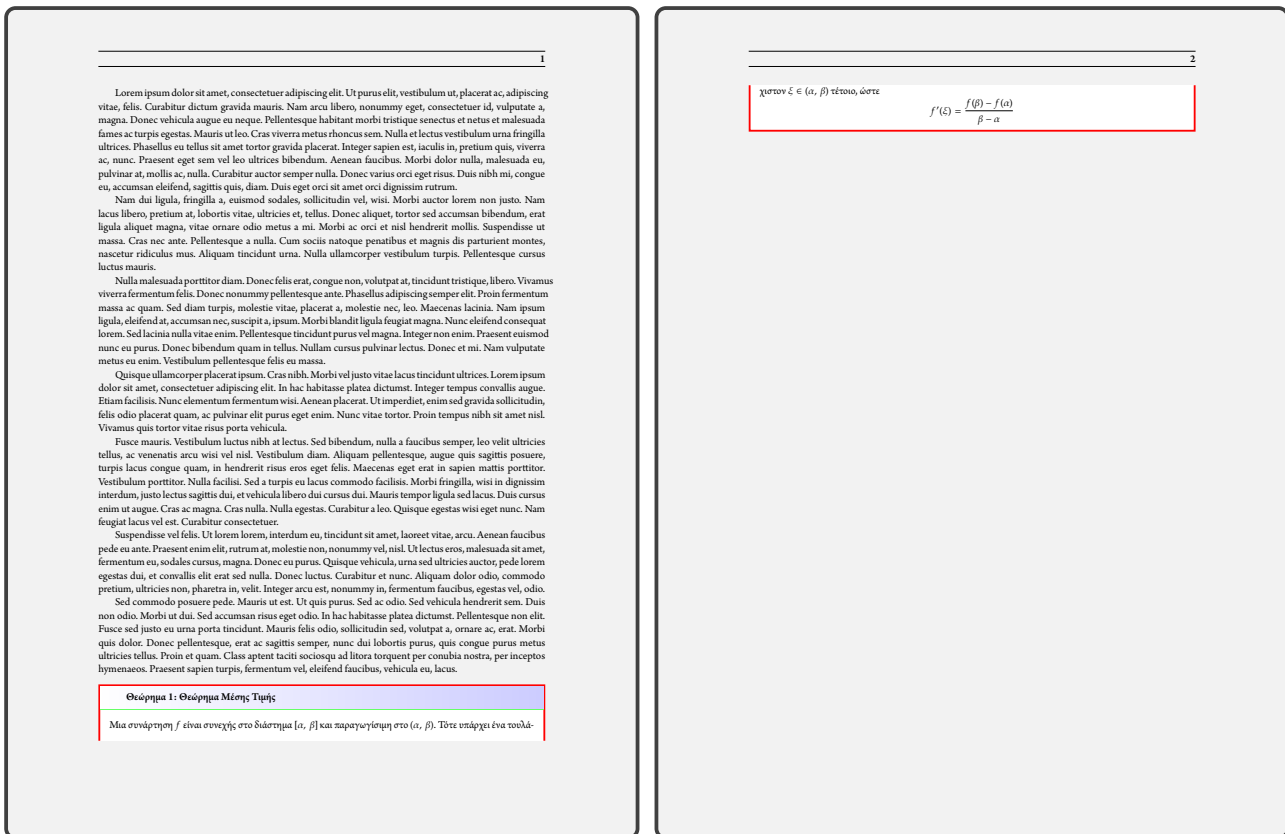 1
Lorem ipsum dolor sit amet, consectetuer adipiscing elit. Ut purus elit, vestibulum ut, placerat ac, adipiscing
vitae, felis. Curabitur dictum gravida mauris. Nam arcu libero, nonummy eget, consectetuer id, vulputate a,
magna. Donec vehicula augue eu neque. Pellentesque habitant morbi tristique senectus et netus et malesuada
fames ac turpis egestas. Mauris ut leo. Cras viverra metus rhoncus sem. Nulla et lectus vestibulum urna fringilla
ultrices. Phasellus eu tellus sit amet tortor gravida placerat. Integer sapien est, iaculis in, pretium quis, viverra
ac, nunc. Praesent eget sem vel leo ultrices bibendum. Aenean faucibus. Morbi dolor nulla, malesuada eu,
pulvinar at, mollis ac, nulla. Curabitur auctor semper nulla. Donec varius orci eget risus. Duis nibh mi, congue
eu, accumsan eleifend, sagittis quis, diam. Duis eget orci sit amet orci dignissim rutrum.
Nam dui ligula, fringilla a, euismod sodales, sollicitudin vel, wisi. Morbi auctor lorem non justo. Nam
lacus libero, pretium at, lobortis vitae, ultricies et, tellus. Donec aliquet, tortor sed accumsan bibendum, erat
ligula aliquet magna, vitae ornare odio metus a mi. Morbi ac orci et nisl hendrerit mollis. Suspendisse ut
massa. Cras nec ante. Pellentesque a nulla. Cum sociis natoque penatibus et magnis dis parturient montes,
nascetur ridiculus mus. Aliquam tincidunt urna. Nulla ullamcorper vestibulum turpis. Pellentesque cursus
luctus mauris.
Nulla malesuada porttitor diam. Donec felis erat, congue non, volutpat at, tincidunt tristique, libero. Vivamus
viverra fermentum felis. Donec nonummy pellentesque ante. Phasellus adipiscing semper elit. Proin fermentum
massa ac quam. Sed diam turpis, molestie vitae, placerat a, molestie nec, leo. Maecenas lacinia. Nam ipsum
ligula, eleifend at, accumsan nec, suscipit a, ipsum. Morbi blandit ligula feugiat magna. Nunc eleifend consequat
lorem. Sed lacinia nulla vitae enim. Pellentesque tincidunt purus vel magna. Integer non enim. Praesent euismod
nunc eu purus. Donec bibendum quam in tellus. Nullam cursus pulvinar lectus. Donec et mi. Nam vulputate
metus eu enim. Vestibulum pellentesque felis eu massa.
Quisque ullamcorper placerat ipsum. Cras nibh. Morbi vel justo vitae lacus tincidunt ultrices. Lorem ipsum
dolor sit amet, consectetuer adipiscing elit. In hac habitasse platea dictumst. Integer tempus convallis augue.
Etiam facilisis. Nunc elementum fermentum wisi. Aenean placerat. Ut imperdiet, enim sed gravida sollicitudin,
felis odio placerat quam, ac pulvinar elit purus eget enim. Nunc vitae tortor. Proin tempus nibh sit amet nisl.
Vivamus quis tortor vitae risus porta vehicula.
Fusce mauris. Vestibulum luctus nibh at lectus. Sed bibendum, nulla a faucibus semper, leo velit ultricies
tellus, ac venenatis arcu wisi vel nisl. Vestibulum diam. Aliquam pellentesque, augue quis sagittis posuere,
turpis lacus congue quam, in hendrerit risus eros eget felis. Maecenas eget erat in sapien mattis porttitor.
Vestibulum porttitor. Nulla facilisi. Sed a turpis eu lacus commodo facilisis. Morbi fringilla, wisi in dignissim
interdum, justo lectus sagittis dui, et vehicula libero dui cursus dui. Mauris tempor ligula sed lacus. Duis cursus
enim ut augue. Cras ac magna. Cras nulla. Nulla egestas. Curabitur a leo. Quisque egestas wisi eget nunc. Nam
feugiat lacus vel est. Curabitur consectetuer.
Suspendisse vel felis. Ut lorem lorem, interdum eu, tincidunt sit amet, laoreet vitae, arcu. Aenean faucibus
pede eu ante. Praesent enim elit, rutrum at, molestie non, nonummy vel, nisl. Ut lectus eros, malesuada sit amet,
fermentum eu, sodales cursus, magna. Donec eu purus. Quisque vehicula, urna sed ultricies auctor, pede lorem
egestas dui, et convallis elit erat sed nulla. Donec luctus. Curabitur et nunc. Aliquam dolor odio, commodo
pretium, ultricies non, pharetra in, velit. Integer arcu est, nonummy in, fermentum faucibus, egestas vel, odio.
Sed commodo posuere pede. Mauris ut est. Ut quis purus. Sed ac odio. Sed vehicula hendrerit sem. Duis
non odio. Morbi ut dui. Sed accumsan risus eget odio. In hac habitasse platea dictumst. Pellentesque non elit.
Fusce sed justo eu urna porta tincidunt. Mauris felis odio, sollicitudin sed, volutpat a, ornare ac, erat. Morbi
quis dolor. Donec pellentesque, erat ac sagittis semper, nunc dui lobortis purus, quis congue purus metus
ultricies tellus. Proin et quam. Class aptent taciti sociosqu ad litora torquent per conubia nostra, per inceptos
hymenaeos. Praesent sapien turpis, fermentum vel, eleifend faucibus, vehicula eu, lacus.
Θεώρημα 1: Θεώρημα Μέσης Τιμής
Μια συνάρτηση f είναι συνεχής στο διάστημα [α, β] και παραγωγίσιμη στο (α, β). Τότε υπάρχει ένα τουλά-
2
χιστον ξ ∈ (α, β) τέτοιο, ώστε
f′(ξ) = \frac{f(β) − f(α)}{β − α}